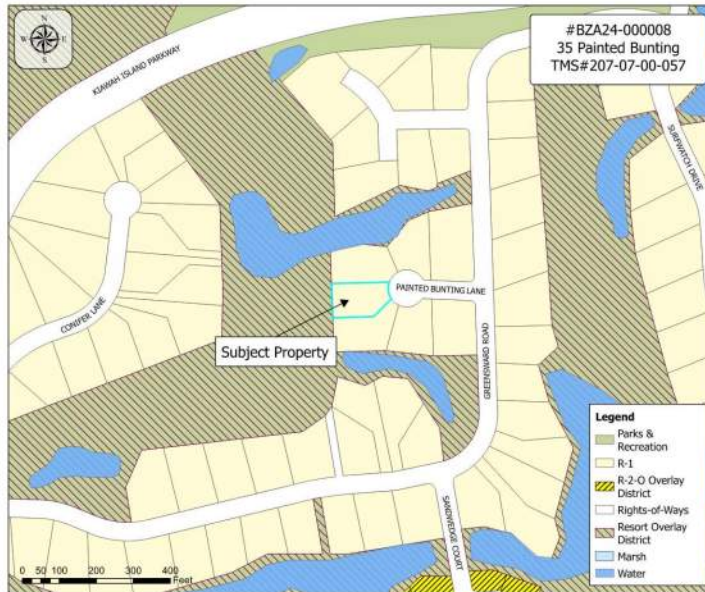 #BZA24-000008
35 Painted Bunting
TMS#207-07-00-057
N
W E
S
KIAWAH ISLAND PARKWAY
SURFWATCH DRIVE
CONIFER LANE
PAINTED BUNTING LANE
GREENSWARD ROAD
Subject Property
SANDWEDGE COURT
Legend
Parks &
Recreation
R-1
R-2-O Overlay
District
Rights-of-Ways
Resort Overlay
District
Marsh
Water
0 50 100 200 300 400
Feet